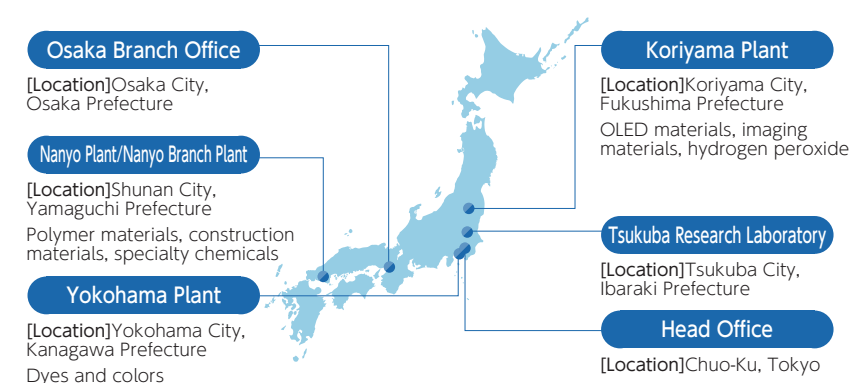 Osaka Branch Office
[Location]Osaka City,
Osaka Prefecture
Nanyo Plant/Nanyo Branch Plant
[Location]Shunan City,
Yamaguchi Prefecture
Polymer materials, construction
materials, specialty chemicals
Yokohama Plant
[Location]Yokohama City,
Kanagawa Prefecture
Dyes and colors
Koriyama Plant
[Location]Koriyama City,
Fukushima Prefecture
OLED materials, imaging
materials, hydrogen peroxide
Tsukuba Research Laboratory
[Location]Tsukuba City,
Ibaraki Prefecture
Head Office
[Location]Chuo-Ku, Tokyo